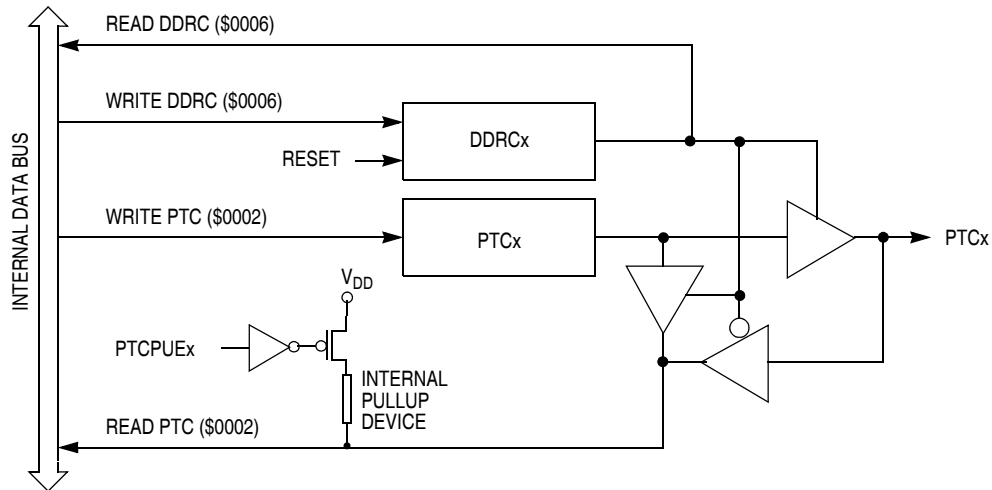 READ DDRC ($0006)
WRITE DDRC ($0006)
DDRCx
RESET
INTERNAL DATA BUS
WRITE PTC ($0002)
PTCx
PTCx
VDD
PTCPUEx
INTERNAL
PULLUP
DEVICE
READ PTC ($0002)